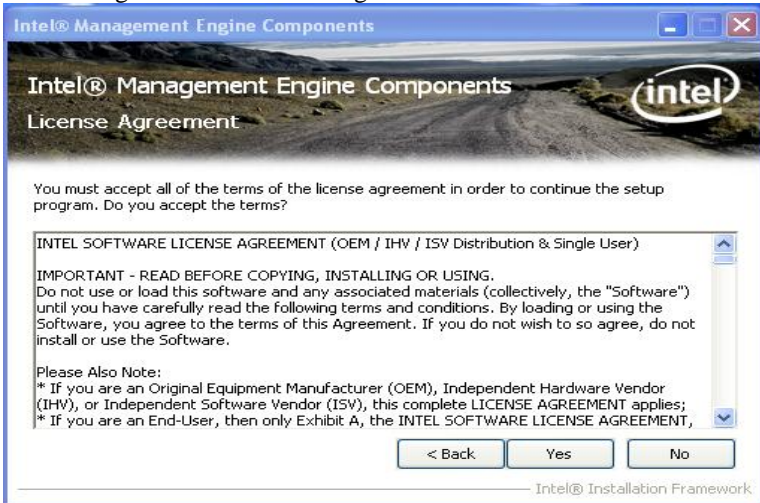 Intel® Management Engine Components
Intel® Management Engine Components
intel
License Agreement
You must accept all of the terms of the license agreement in order to continue the setup
program. Do you accept the terms?
INTEL SOFTWARE LICENSE AGREEMENT (OEM / IHV / ISV Distribution & Single User)
IMPORTANT - READ BEFORE COPYING, INSTALLING OR USING.
Do not use or load this software and any associated materials (collectively, the "Software")
until you have carefully read the following terms and conditions. By loading or using the
Software, you agree to the terms of this Agreement. If you do not wish to so agree, do not
install or use the Software.
Please Also Note:
* If you are an Original Equipment Manufacturer (OEM), Independent Hardware Vendor
(IHV), or Independent Software Vendor (ISV), this complete LICENSE AGREEMENT applies;
* If you are an End-User, then only Exhibit A, the INTEL SOFTWARE LICENSE AGREEMENT,
< Back Yes No
Intel® Installation Framework